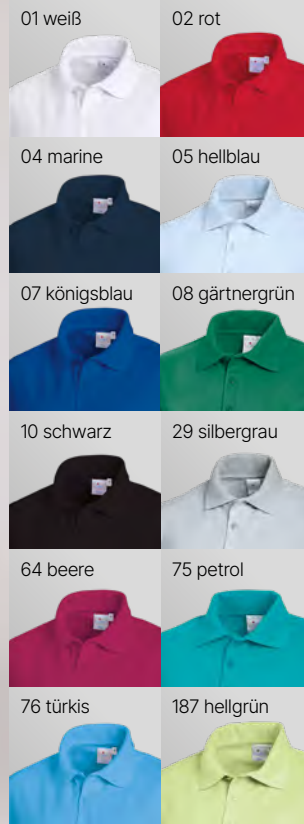 01 weiß
02 rot
04 marine
05 hellblau
07 königsblau
08 gärtnergrün
10 schwarz
29 silbergrau
64 beere
75 petrol
76 türkis
187 hellgrün